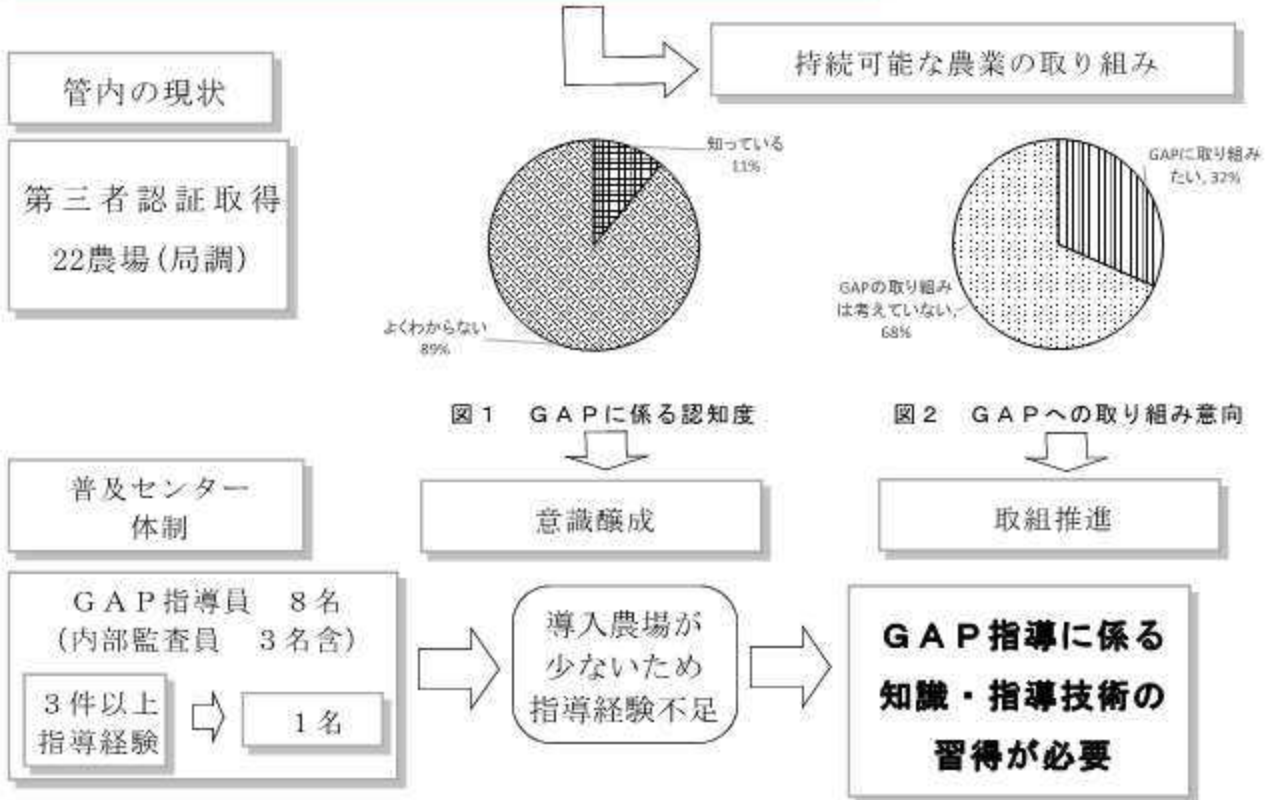 持続可能な農業の取り組み
管内の現状
第三者認証取得
22農場(局調)
知っている
11%
よくわからない
89%
GAPに取り組み
たい, 32%
GAPの取り組み
は考えていない,
68%
図１　ＧＡＰに係る認知度
図２　ＧＡＰへの取り組み意向
普及センター
体制
意識醸成
取組推進
ＧＡＰ指導員　８名
(内部監査員　３名含)
３件以上
指導経験
１名
導入農場が
少ないため
指導経験不足
ＧＡＰ指導に係る
知識・指導技術の
習得が必要